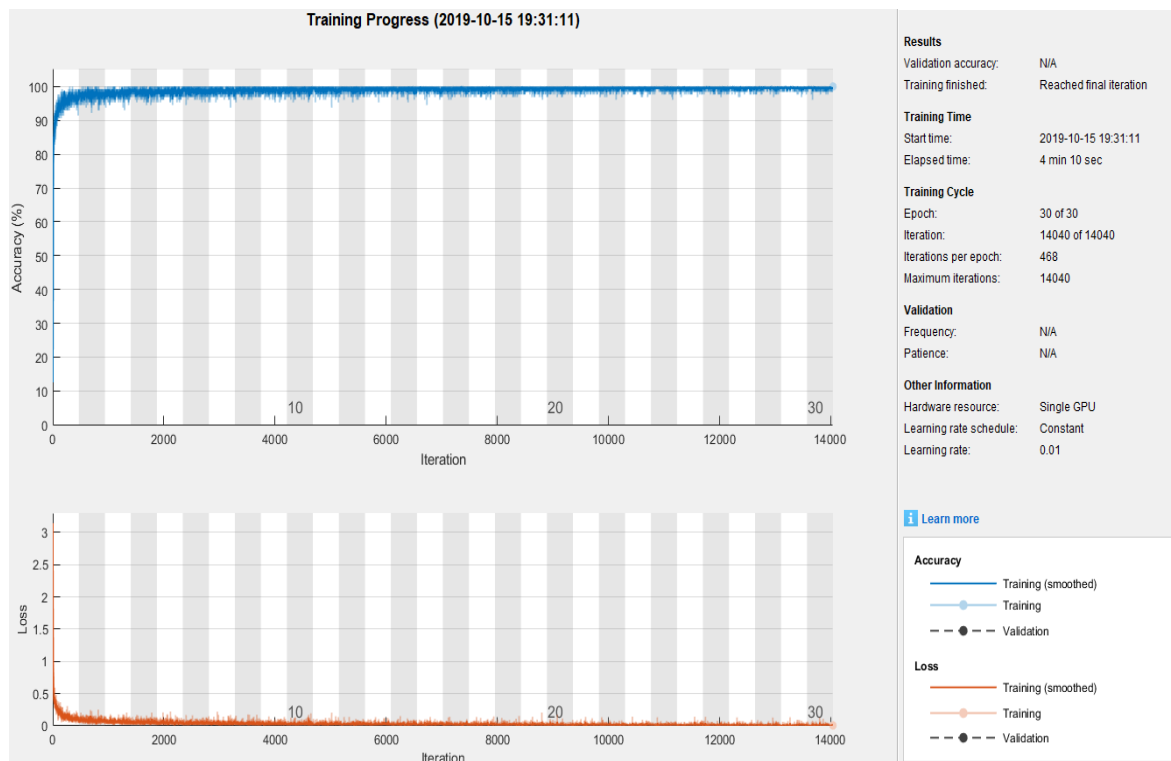 Training Progress (2019-10-15 19:31:11)
100
90
80
70
60
50
40
30
20
10
0
Accuracy (%)
10
20
30
0
2000
4000
6000
8000
10000
12000
14000
Iteration
3
2.5
2
1.5
1
0.5
0
Loss
10
20
30
0
2000
4000
6000
8000
10000
12000
14000
Iteration
Results
Validation accuracy: N/A
Training finished: Reached final iteration
Training Time
Start time: 2019-10-15 19:31:11
Elapsed time: 4 min 10 sec
Training Cycle
Epoch: 30 of 30
Iteration: 14040 of 14040
Iterations per epoch: 468
Maximum iterations: 14040
Validation
Frequency: N/A
Patience: N/A
Other Information
Hardware resource: Single GPU
Learning rate schedule: Constant
Learning rate: 0.01
i Learn more
Accuracy
Training (smoothed)
Training
Validation
Loss
Training (smoothed)
Training
Validation